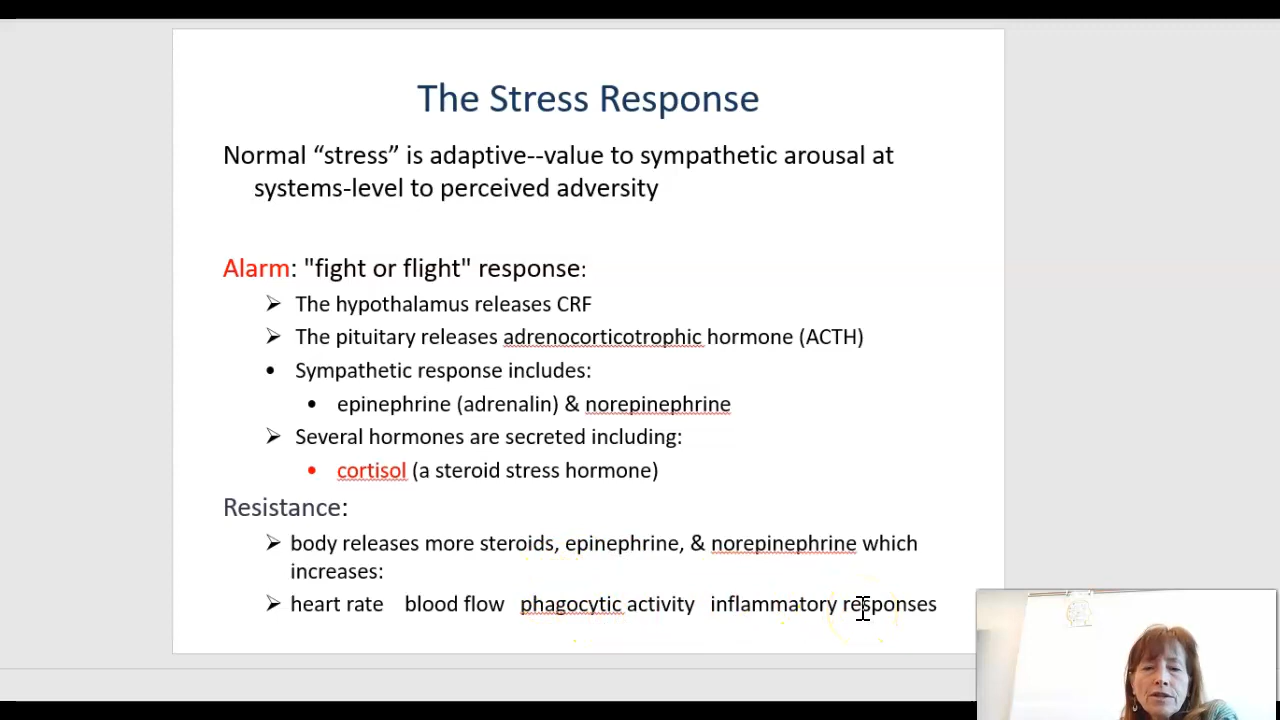 The Stress Response
Normal “stress” is adaptive--value to sympathetic arousal at
systems-level to perceived adversity
Alarm: "fight or flight" response:
➢ The hypothalamus releases CRF
➢ The pituitary releases adrenocorticotrophic hormone (ACTH)
• Sympathetic response includes:
• epinephrine (adrenalin) & norepinephrine
➢ Several hormones are secreted including:
• cortisol (a steroid stress hormone)
Resistance:
➢ body releases more steroids, epinephrine, & norepinephrine which
increases:
➢ heart rate blood flow phagocytic activity inflammatory responses